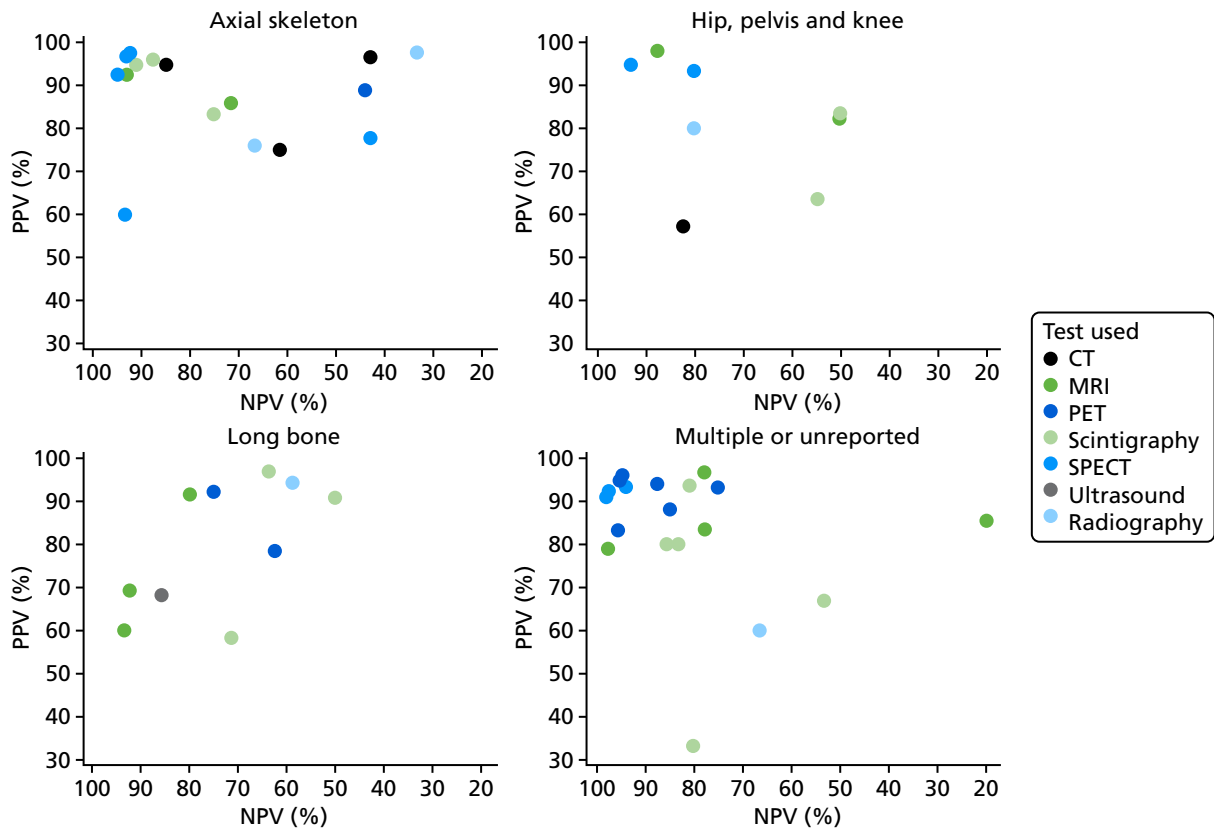 Axial skeleton
100
90
80
70
60
50
40
30
PPV (%)
100 90 80 70 60 50 40 30 20
NPV (%)
Hip, pelvis and knee
100
90
80
70
60
50
40
30
PPV (%)
100 90 80 70 60 50 40 30 20
NPV (%)
Long bone
100
90
80
70
60
50
40
30
PPV (%)
100 90 80 70 60 50 40 30 20
NPV (%)
Multiple or unreported
100
90
80
70
60
50
40
30
PPV (%)
100 90 80 70 60 50 40 30 20
NPV (%)
Test used
CT
MRI
PET
Scintigraphy
SPECT
Ultrasound
Radiography